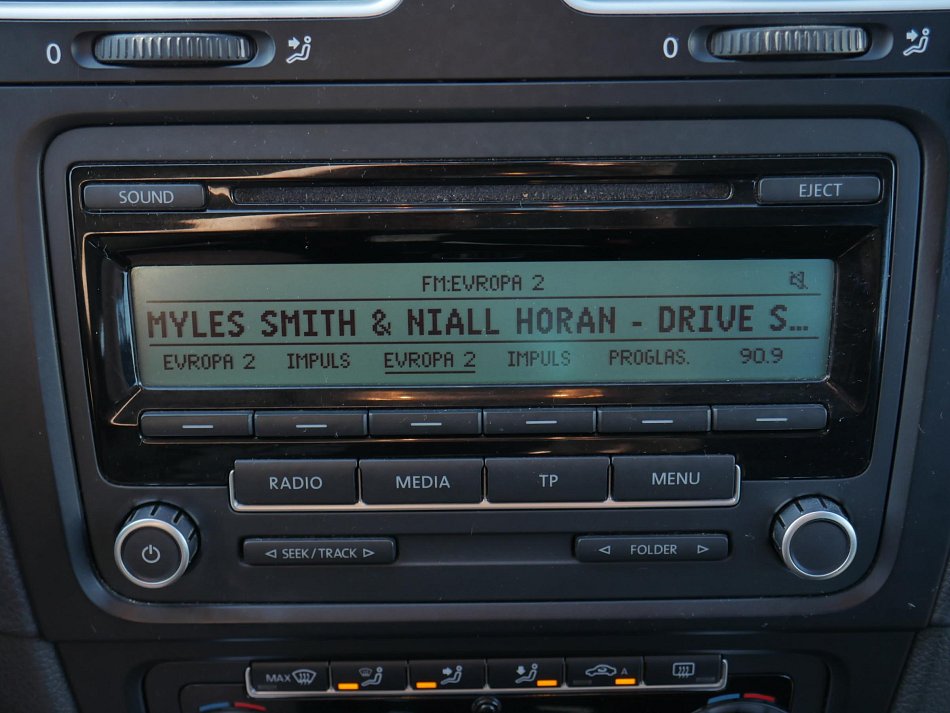 0 0
SOUND EJECT
FM:EVROPA 2
MYLES SMITH & NIALL HORAN - DRIVE S...
EVROPA 2 IMPULS EVROPA 2 IMPULS PROGLAS. 90.9
RADIO MEDIA TP MENU
SEEK/TRACK FOLDER
MAX A